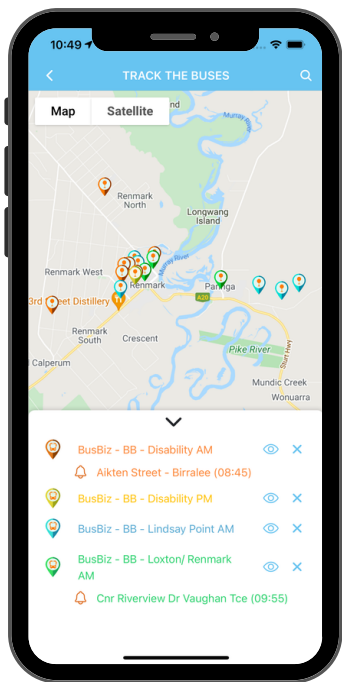 10:49
TRACK THE BUSES
Map Satellite
nd
Murray River
Renmark
North
Longwang
Island
Murray River
Renmark West
Renmark
Paringa
3rd Street Distillery
A20
Renmark
South
Crescent
Pike River
Sturt Hwy
Calperum
Mundic Creek
Wonuarra
BusBiz - BB - Disability AM
Aikten Street - Birralee (08:45)
BusBiz - BB - Disability PM
BusBiz - BB - Lindsay Point AM
BusBiz - BB - Loxton/ Renmark
AM
Cnr Riverview Dr Vaughan Tce (09:55)